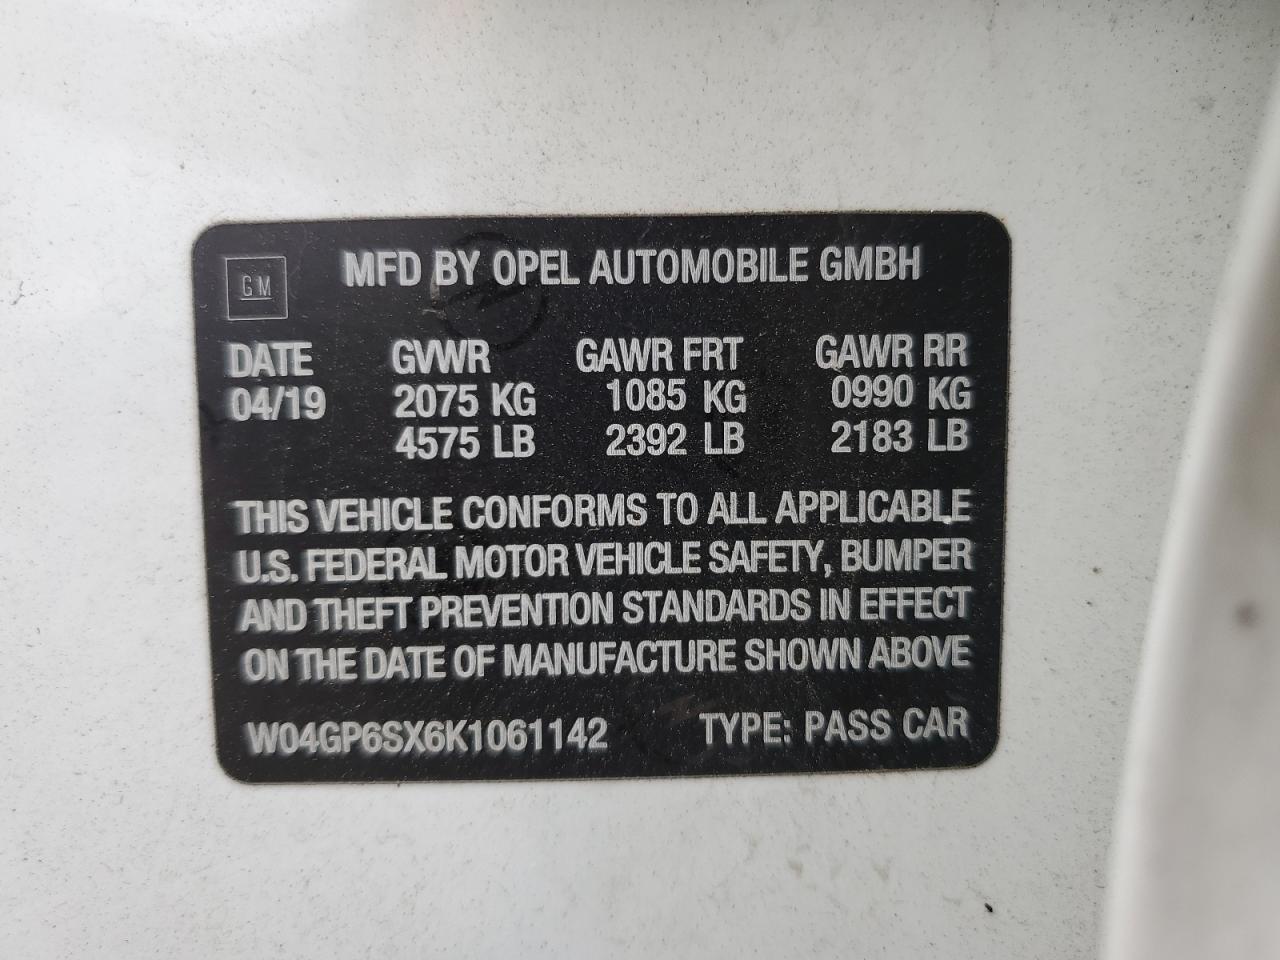 GM
MFD BY OPEL AUTOMOBILE GMBH
DATE GVWR GAWR FRT GAWR RR
04/19 2075 KG 1085 KG 0990 KG
4575 LB 2392 LB 2183 LB
THIS VEHICLE CONFORMS TO ALL APPLICABLE
U.S. FEDERAL MOTOR VEHICLE SAFETY, BUMPER
AND THEFT PREVENTION STANDARDS IN EFFECT
ON THE DATE OF MANUFACTURE SHOWN ABOVE
W04GP6SX6K1061142 TYPE: PASS CAR